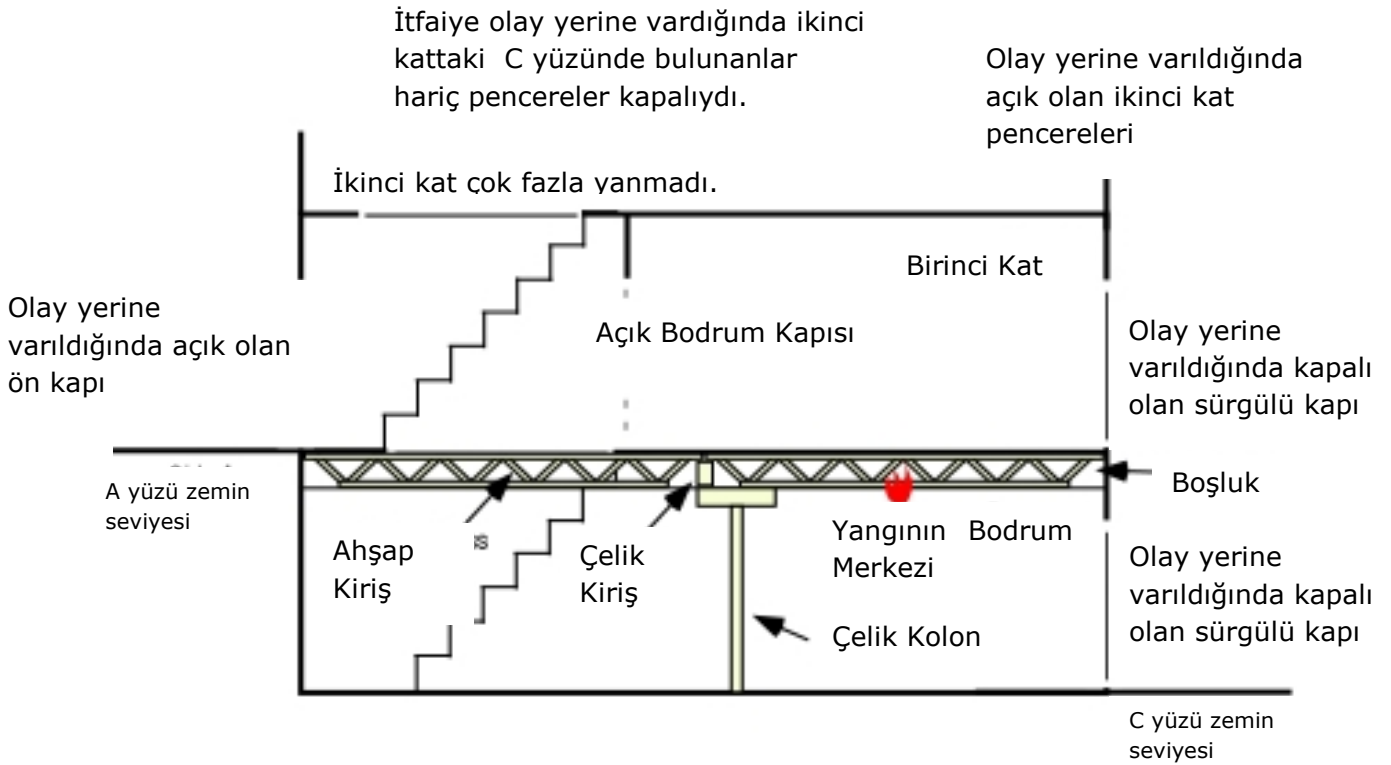 İtfaiye olay yerine vardığında ikinci
kattaki C yüzünde bulunanlar
hariç pencereler kapalıydı.
Olay yerine varıldığında
açık olan ikinci kat
pencereleri
İkinci kat çok fazla yanmadı.
Birinci Kat
Olay yerine
varıldığında açık olan
ön kapı
Açık Bodrum Kapısı
Olay yerine
varıldığında kapalı
olan sürgülü kapı
A yüzü zemin
seviyesi
Boşluk
Ahşap
Kiriş
Çelik
Kiriş
Yangının Bodrum
Merkezi
Olay yerine
varıldığında kapalı
olan sürgülü kapı
Çelik Kolon
C yüzü zemin
seviyesi